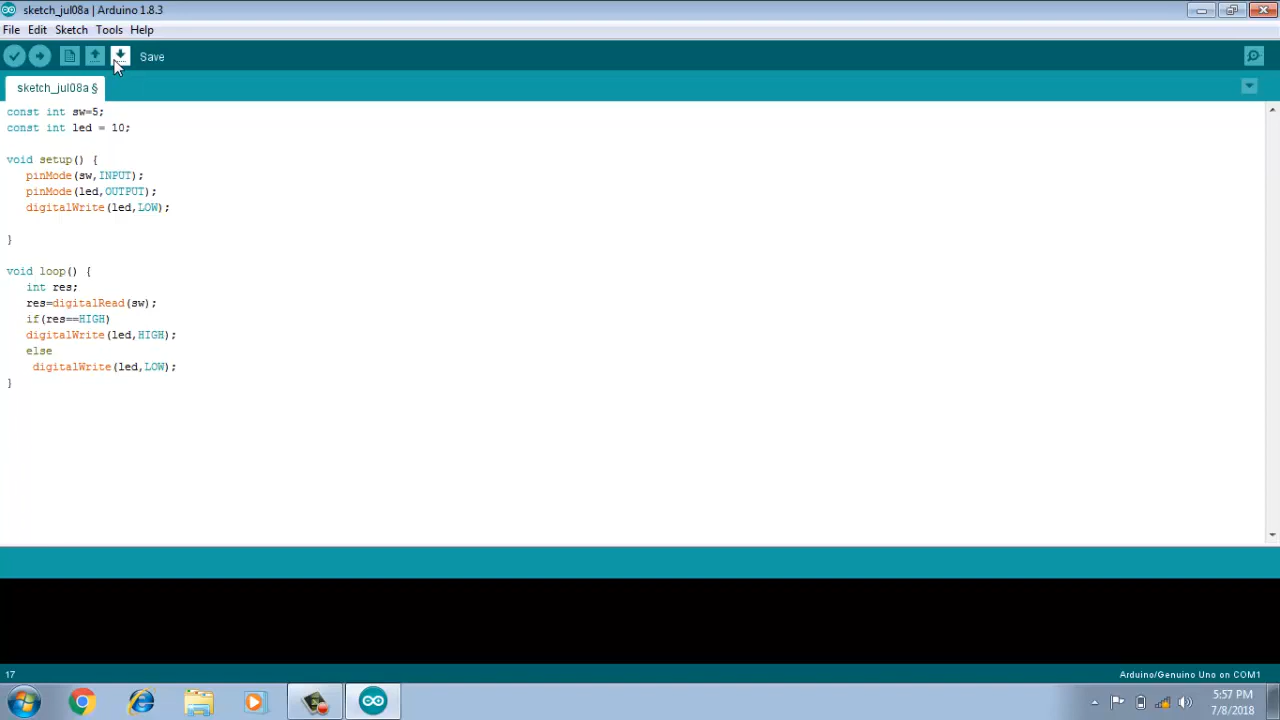 sketch_jul08a | Arduino 1.8.3
File Edit Sketch Tools Help
Save
sketch_jul08a §
const int sw=5;
const int led = 10;
void setup() {
pinMode(sw,INPUT);
pinMode(led,OUTPUT);
digitalWrite(led,LOW);
}
void loop() {
int res;
res=digitalRead(sw);
if(res==HIGH)
digitalWrite(led,HIGH);
else
digitalWrite(led,LOW);
}
17
Arduino/Genuino Uno on COM1
5:57 PM
7/8/2018